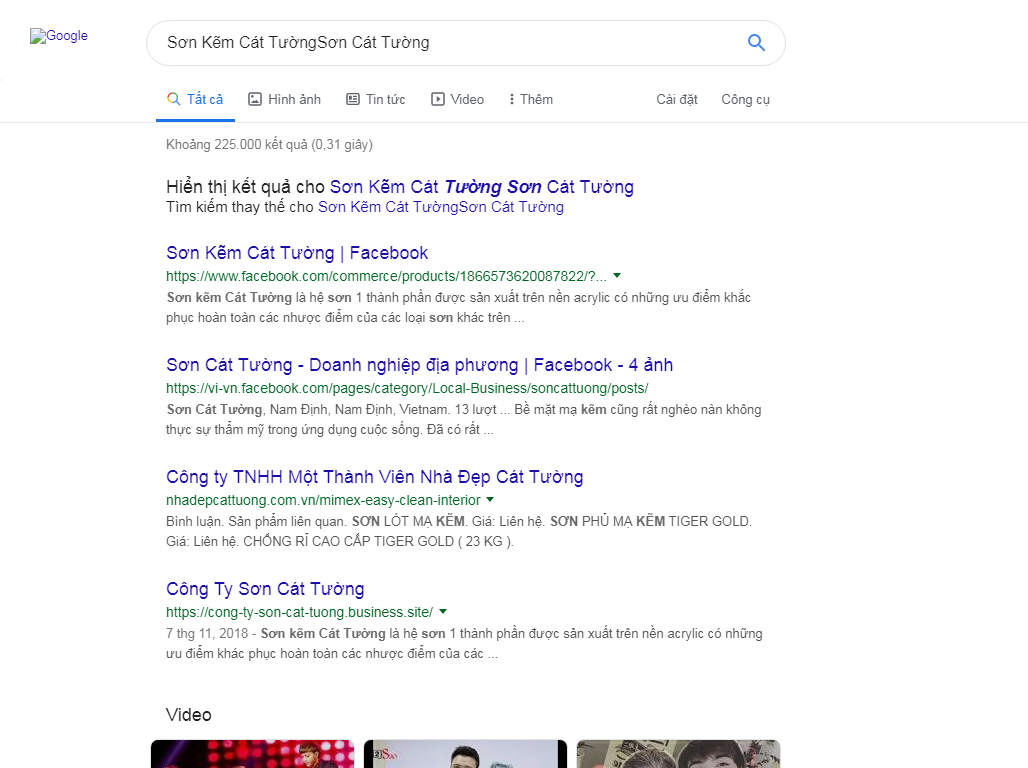 Google
Sơn Kẽm Cát TườngSơn Cát Tường
Tất cả Hình ảnh Tin tức Video Thêm Cài đặt Công cụ
Khoảng 225.000 kết quả (0,31 giây)
Hiển thị kết quả cho Sơn Kẽm Cát Tường Sơn Cát Tường
Tìm kiếm thay thế cho Sơn Kẽm Cát TườngSơn Cát Tường
Sơn Kẽm Cát Tường | Facebook
https://www.facebook.com/commerce/products/1866573620087822/?...
Sơn kẽm Cát Tường là hệ sơn 1 thành phần được sản xuất trên nền acrylic có những ưu điểm khắc
phục hoàn toàn các nhược điểm của các loại sơn khác trên ...
Sơn Cát Tường - Doanh nghiệp địa phương | Facebook - 4 ảnh
https://vi-vn.facebook.com/pages/category/Local-Business/soncattuong/posts/
Sơn Cát Tường, Nam Định, Nam Định, Vietnam. 13 lượt ... Bề mặt mạ kẽm cũng rất nghèo nàn không
thực sự thẩm mỹ trong ứng dụng cuộc sống. Đã có rất ...
Công ty TNHH Một Thành Viên Nhà Đẹp Cát Tường
nhadepcattuong.com.vn/mimex-easy-clean-interior
Bình luận. Sản phẩm liên quan. SƠN LÓT MẠ KẼM. Giá: Liên hệ. SƠN PHỦ MẠ KẼM TIGER GOLD.
Giá: Liên hệ. CHỐNG RỈ CAO CẤP TIGER GOLD ( 23 KG ).
Công Ty Sơn Cát Tường
https://cong-ty-son-cat-tuong.business.site/
7 thg 11, 2018 - Sơn kẽm Cát Tường là hệ sơn 1 thành phần được sản xuất trên nền acrylic có những
ưu điểm khác phục hoàn toàn các nhược điểm của các ...
Video